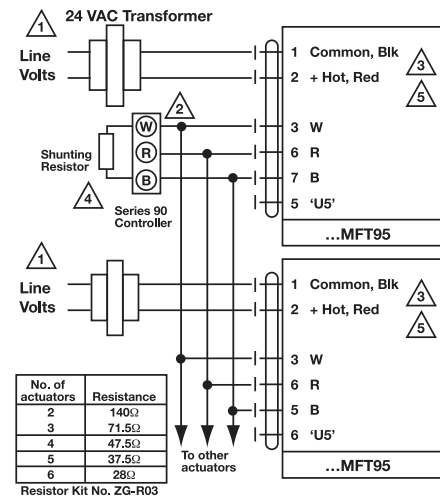 24 VAC Transformer
1
Line
Volts
1 Common, Blk
2 + Hot, Red
3
5
2
W
R
B
3 W
6 R
7 B
5 'U5'
Shunting
Resistor
4
Series 90
Controller
...MFT95
1
Line
Volts
1 Common, Blk
2 + Hot, Red
3
5
3 W
6 R
5 B
6 'U5'
...MFT95
To other
actuators
No. of actuators Resistance
2 140Ω
3 71.5Ω
4 47.5Ω
5 37.5Ω
6 28Ω
Resistor Kit No. ZG-R03